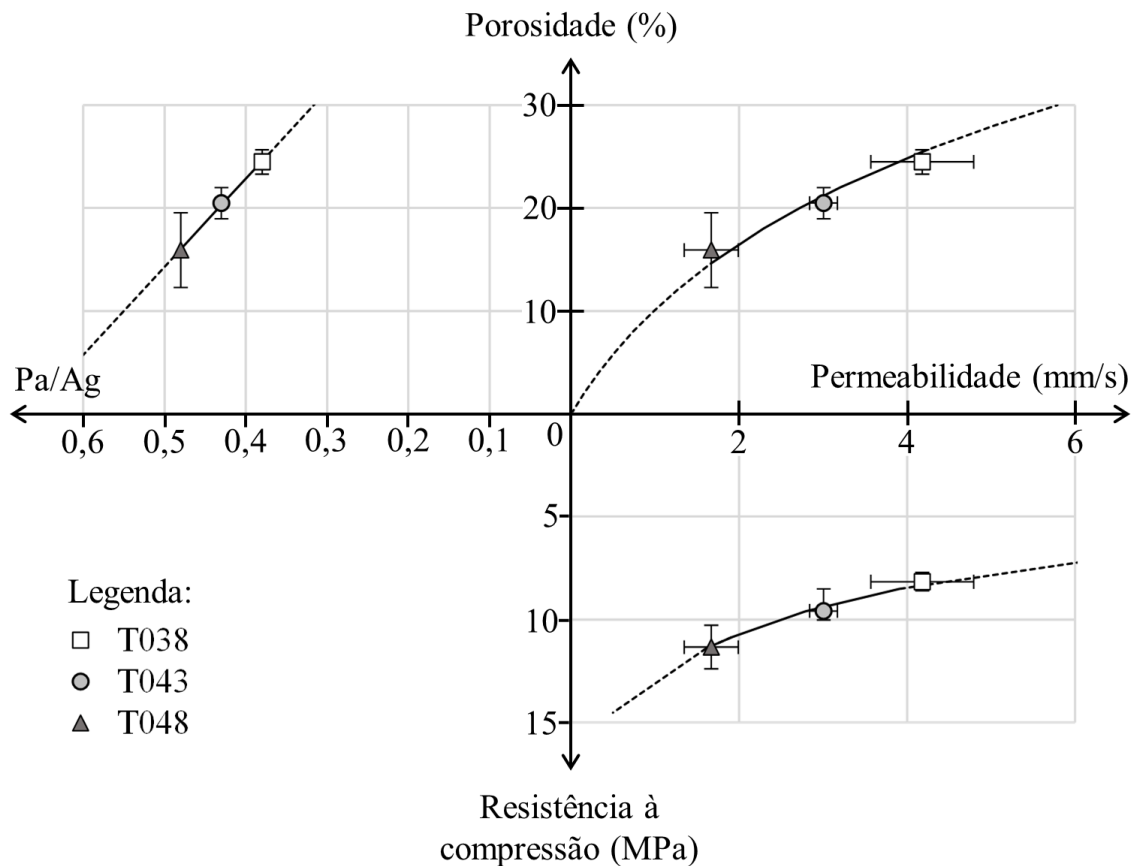 Porosidade (%)
30
20
10
Pa/Ag
Permeabilidade (mm/s)
0,6 0,5 0,4 0,3 0,2 0,1 0 2 4 6
5
10
15
Legenda:
T038
T043
T048
Resistência à
compressão (MPa)